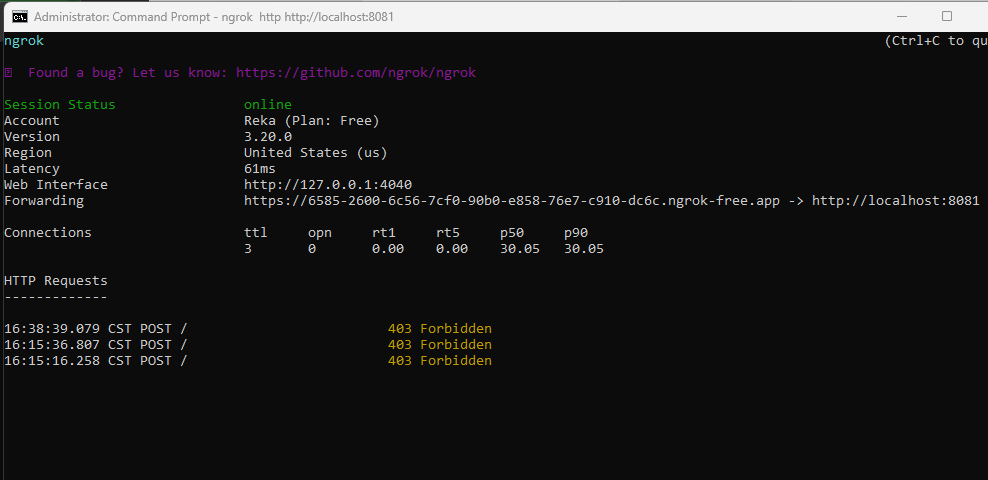 Administrator: Command Prompt - ngrok  http http://localhost:8081
ngrok (Ctrl+C to qu
Found a bug? Let us know: https://github.com/ngrok/ngrok
Session Status online
Account Reka (Plan: Free)
Version 3.20.0
Region United States (us)
Latency 61ms
Web Interface http://127.0.0.1:4040
Forwarding https://6585-2600-6c56-7cf0-90b0-e858-76e7-c910-dc6c.ngrok-free.app -> http://localhost:8081
Connections ttl opn rt1 rt5 p50 p90
3 0 0.00 0.00 30.05 30.05
HTTP Requests
-------------
16:38:39.079 CST POST / 403 Forbidden
16:15:36.807 CST POST / 403 Forbidden
16:15:16.258 CST POST / 403 Forbidden